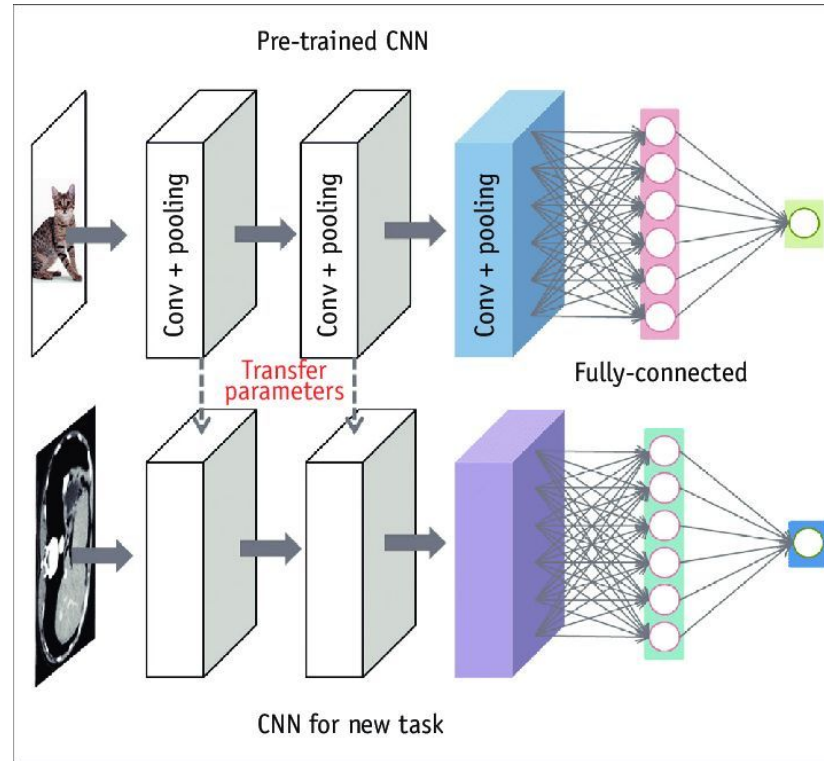 Pre-trained CNN
Conv + pooling
Conv + pooling
Conv + pooling
Transfer
parameters
Fully-connected
CNN for new task